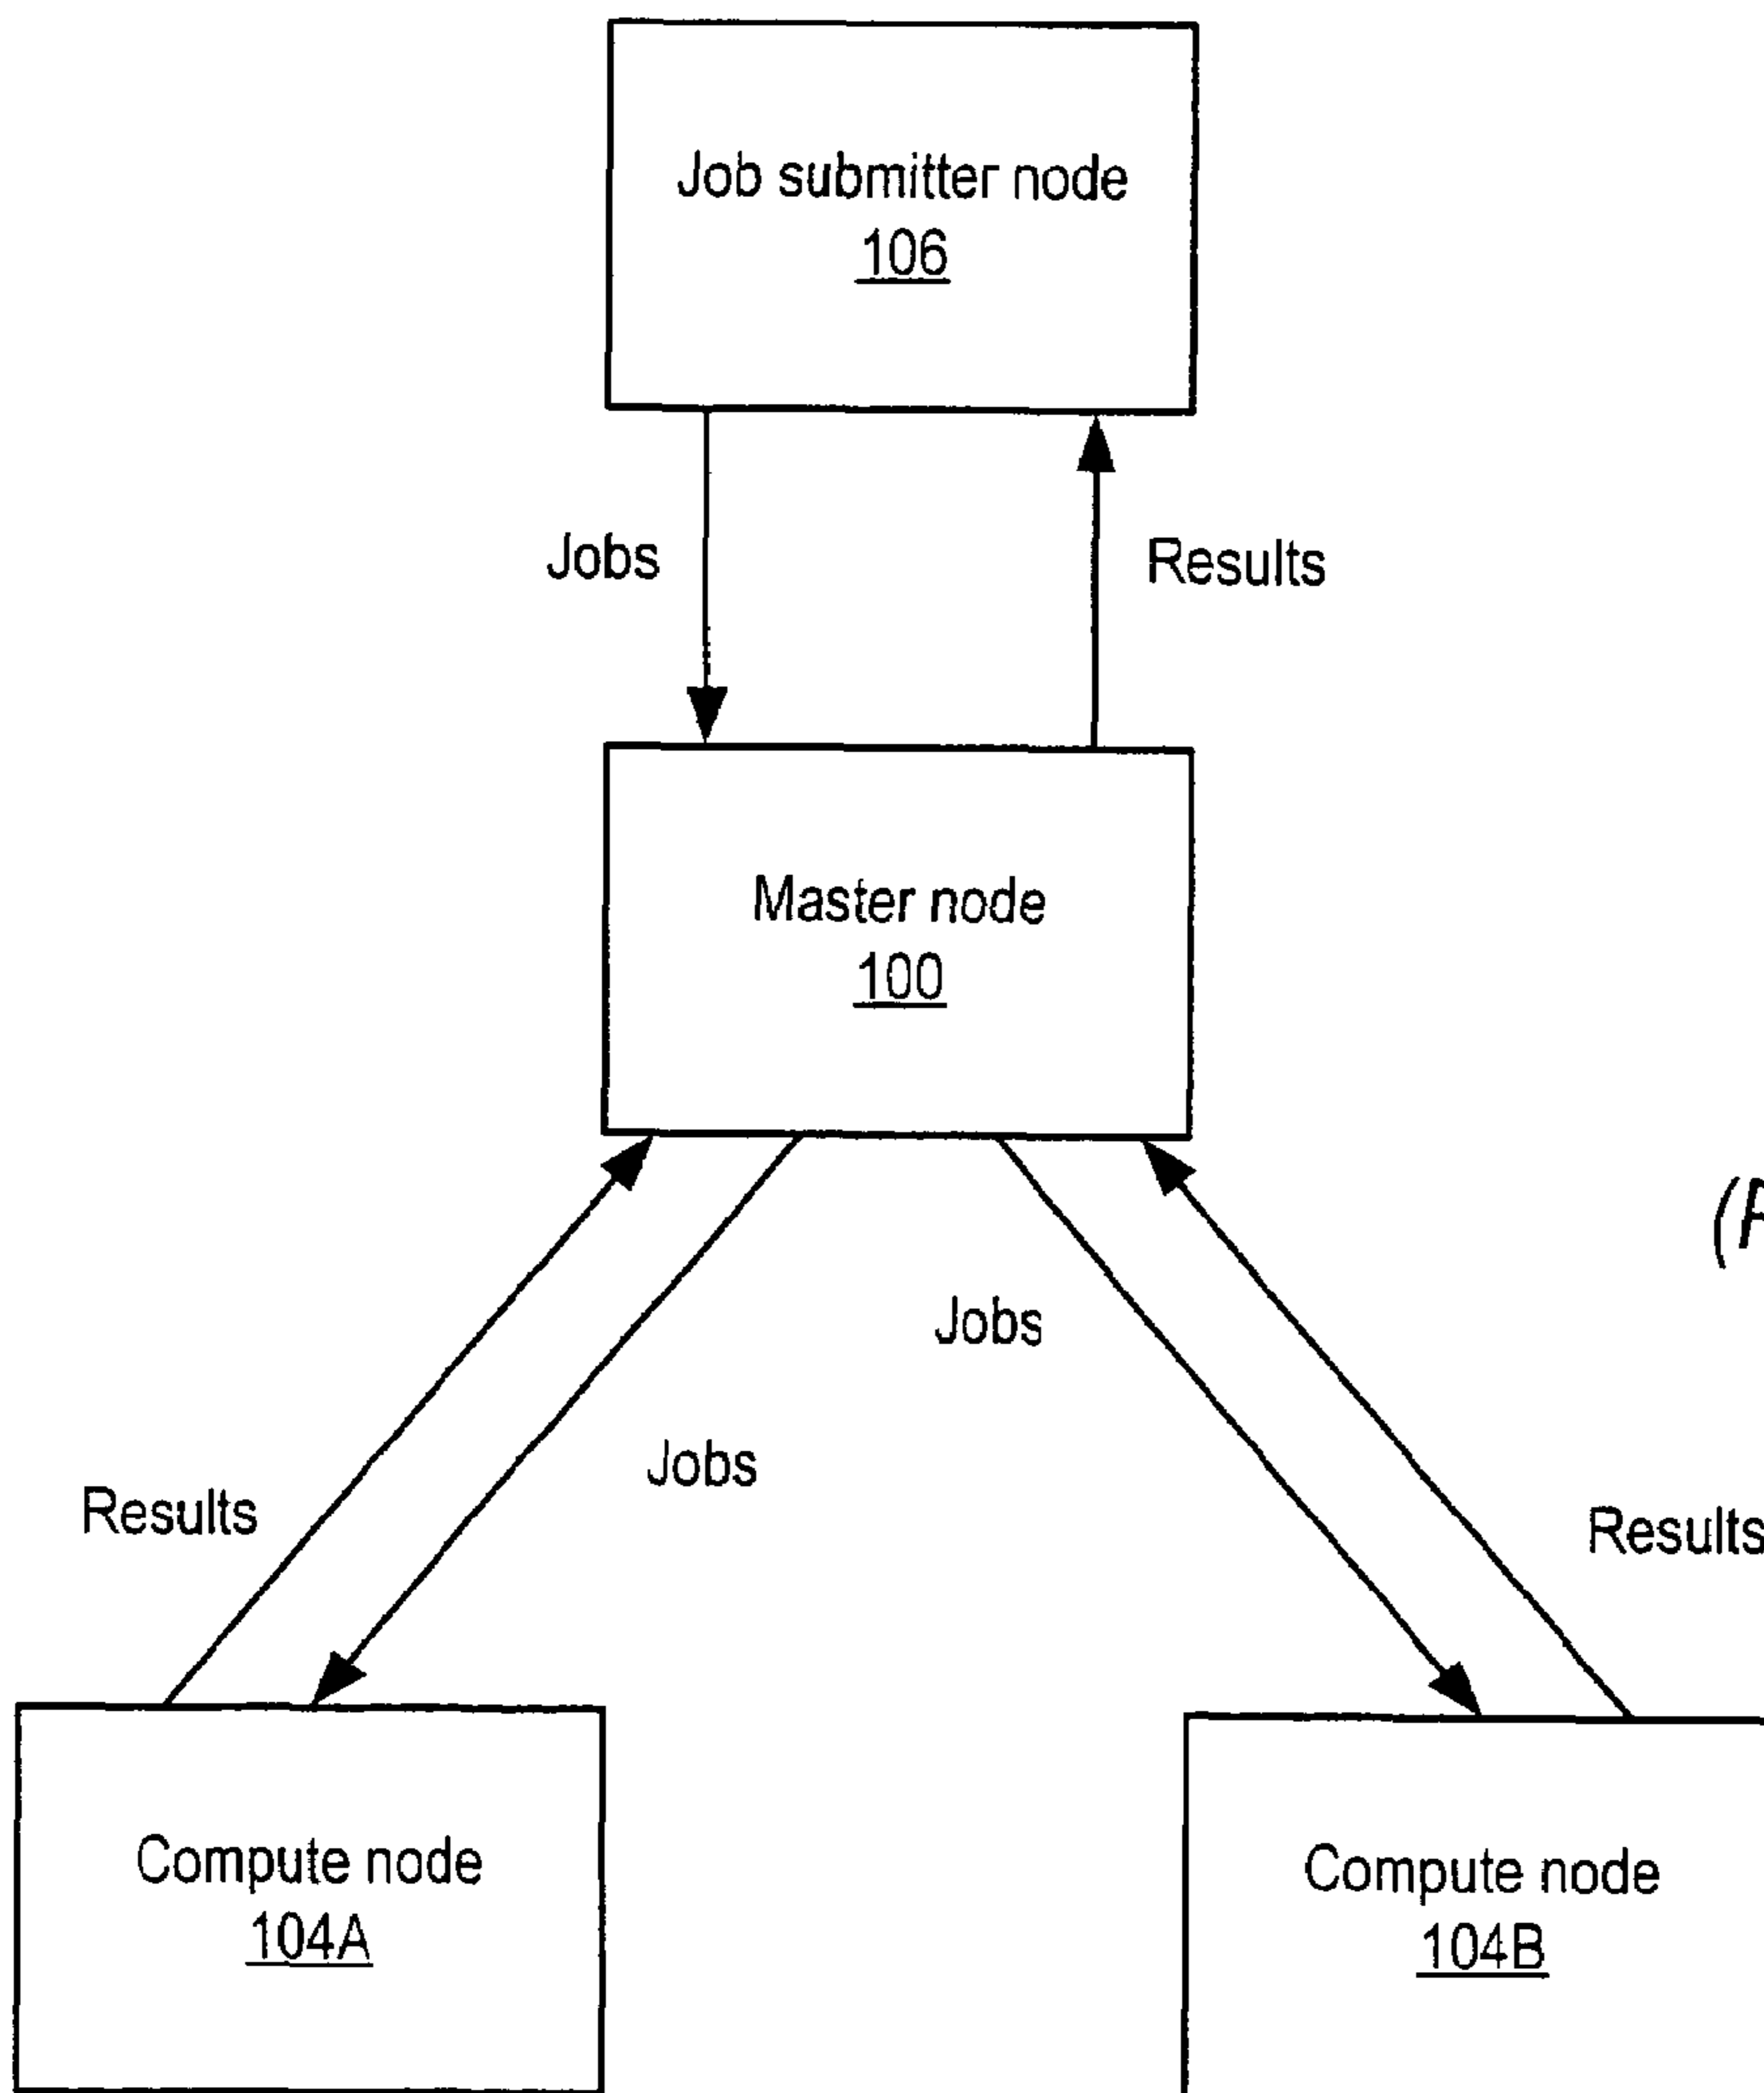 Job submitter node
106
Jobs
Results
Master node
100
Jobs
Jobs
Results
Results
Compute node
104A
Compute node
104B